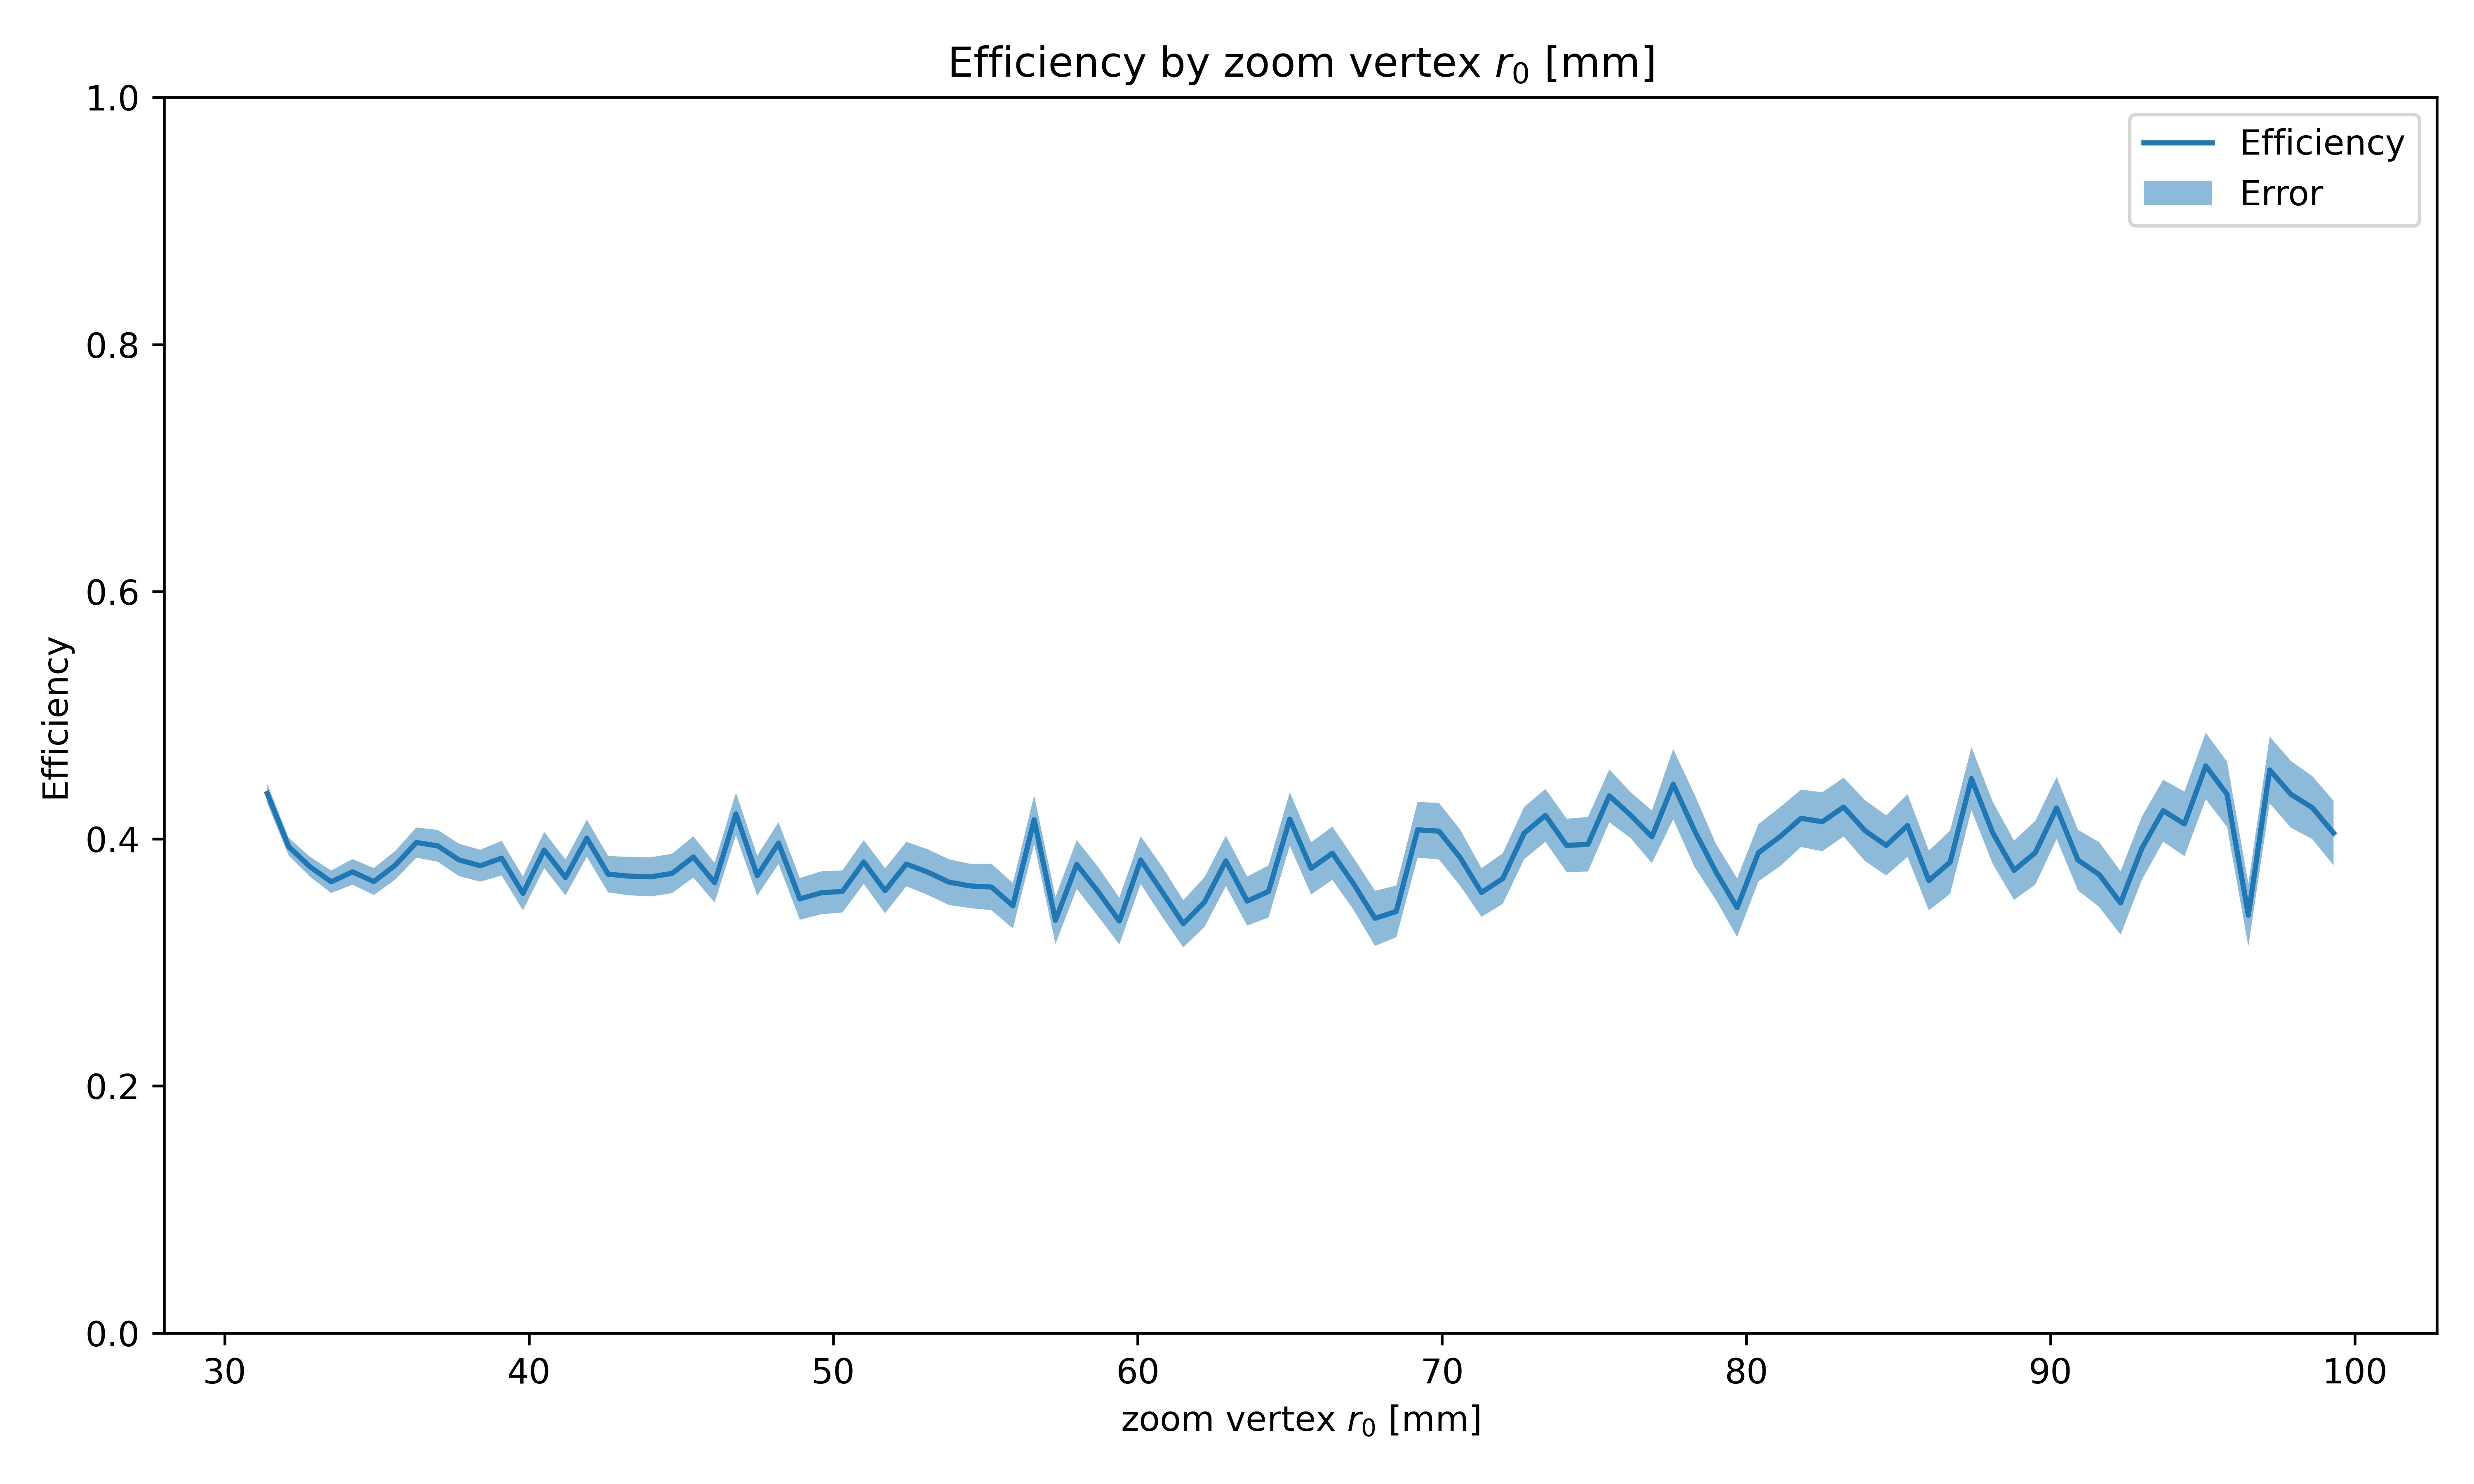 Efficiency by zoom vertex r₀ [mm]
1.0
0.8
0.6
0.4
0.2
0.0
Efficiency
Efficiency
Error
30 40 50 60 70 80 90 100
zoom vertex r₀ [mm]